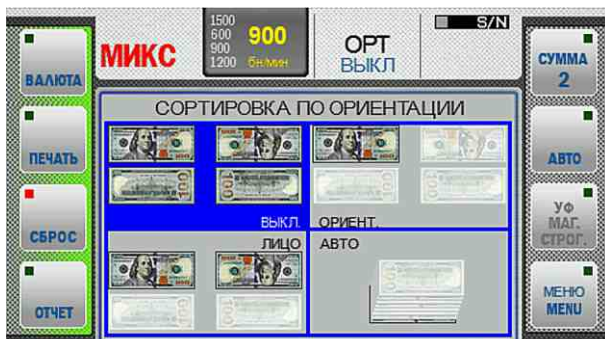 ВАЛЮТА
ПЕЧАТЬ
СБРОС
ОТЧЕТ
МИКС
1500
600
900
1200
900
бн/мин
ОРТ
ВЫКЛ
S/N
СОРТИРОВКА ПО ОРИЕНТАЦИИ
ВЫКЛ.
ОРИЕНТ.
ЛИЦО
АВТО
СУММА
2
АВТО
УФ
МАГ.
СТРОГ.
МЕНЮ
MENU